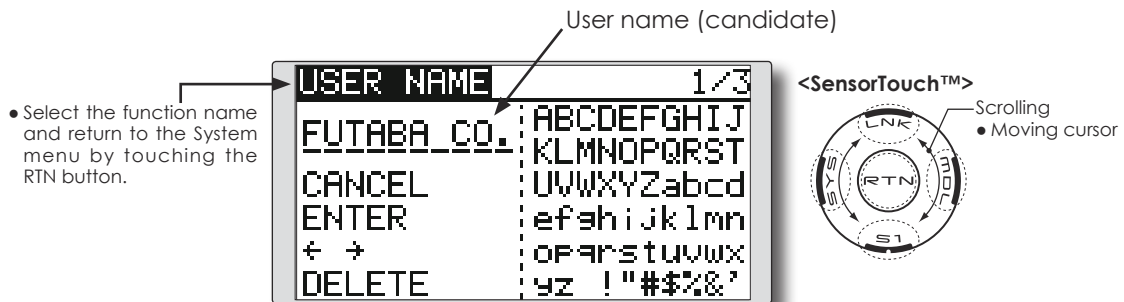 User name (candidate)
● Select the function name
and return to the System
menu by touching the
RTN button.
USER NAME 1/3
FUTABA CO.
CANCEL
ENTER
← →
DELETE
ABCDEFGHIJ
KLMNOPQRST
UVWXYZabcd
efghijklmn
opqrstuvwx
yz !"#$%&'
<SensorTouch™>
Scrolling
● Moving cursor
LNK
SYS
RTN
MDL
S1